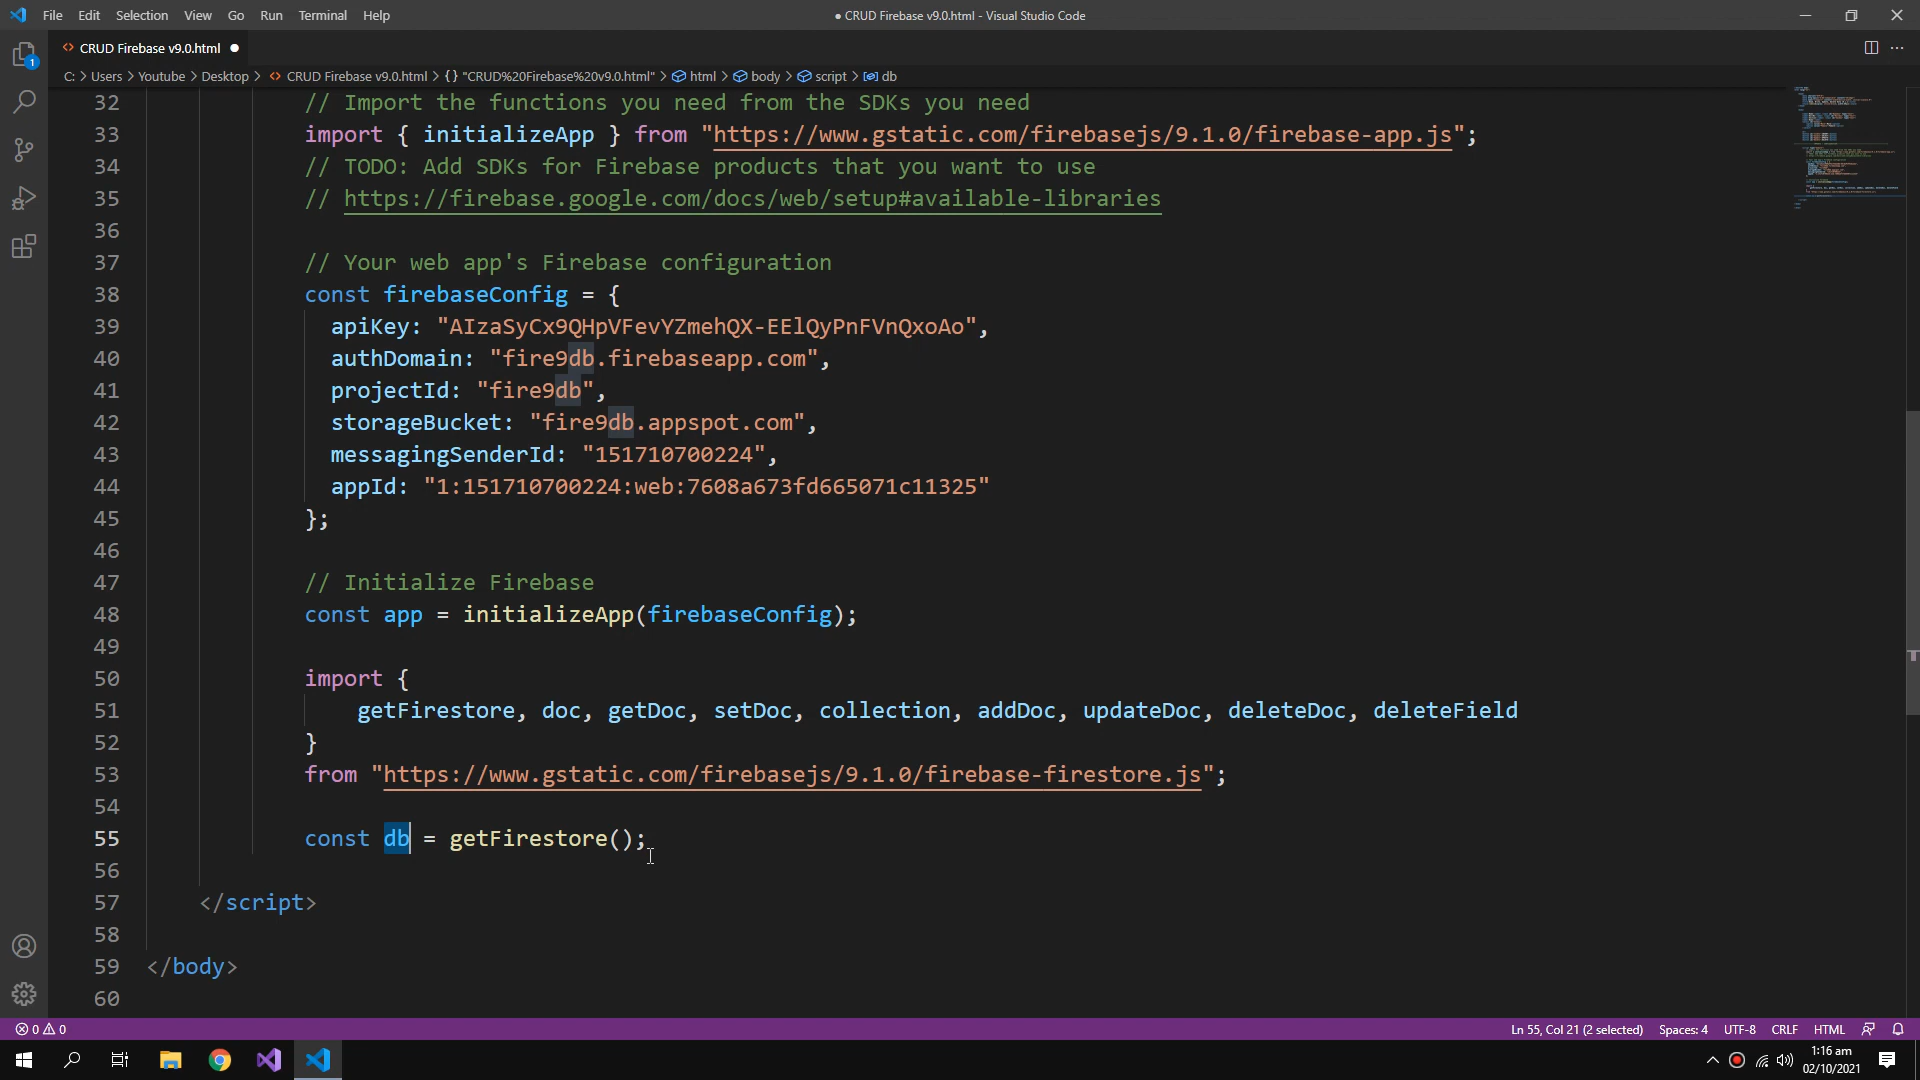 File Edit Selection View Go Run Terminal Help
● CRUD Firebase v9.0.html - Visual Studio Code
<> CRUD Firebase v9.0.html ●
C: > Users > Youtube > Desktop > <> CRUD Firebase v9.0.html > {} "CRUD%20Firebase%20v9.0.html" > html > body > script > db
32 // Import the functions you need from the SDKs you need
33 import { initializeApp } from "https://www.gstatic.com/firebasejs/9.1.0/firebase-app.js";
34 // TODO: Add SDKs for Firebase products that you want to use
35 // https://firebase.google.com/docs/web/setup#available-libraries
36
37 // Your web app's Firebase configuration
38 const firebaseConfig = {
39 apiKey: "AIzaSyCx9QHpVFevYZmehQX-EElQyPnFVnQxoAo",
40 authDomain: "fire9db.firebaseapp.com",
41 projectId: "fire9db",
42 storageBucket: "fire9db.appspot.com",
43 messagingSenderId: "151710700224",
44 appId: "1:151710700224:web:7608a673fd665071c11325"
45 };
46
47 // Initialize Firebase
48 const app = initializeApp(firebaseConfig);
49
50 import {
51 getFirestore, doc, getDoc, setDoc, collection, addDoc, updateDoc, deleteDoc, deleteField
52 }
53 from "https://www.gstatic.com/firebasejs/9.1.0/firebase-firestore.js";
54
55 const db = getFirestore();
56
57 </script>
58
59 </body>
60
0 0
Ln 55, Col 21 (2 selected) Spaces: 4 UTF-8 CRLF HTML
1:16 am
02/10/2021